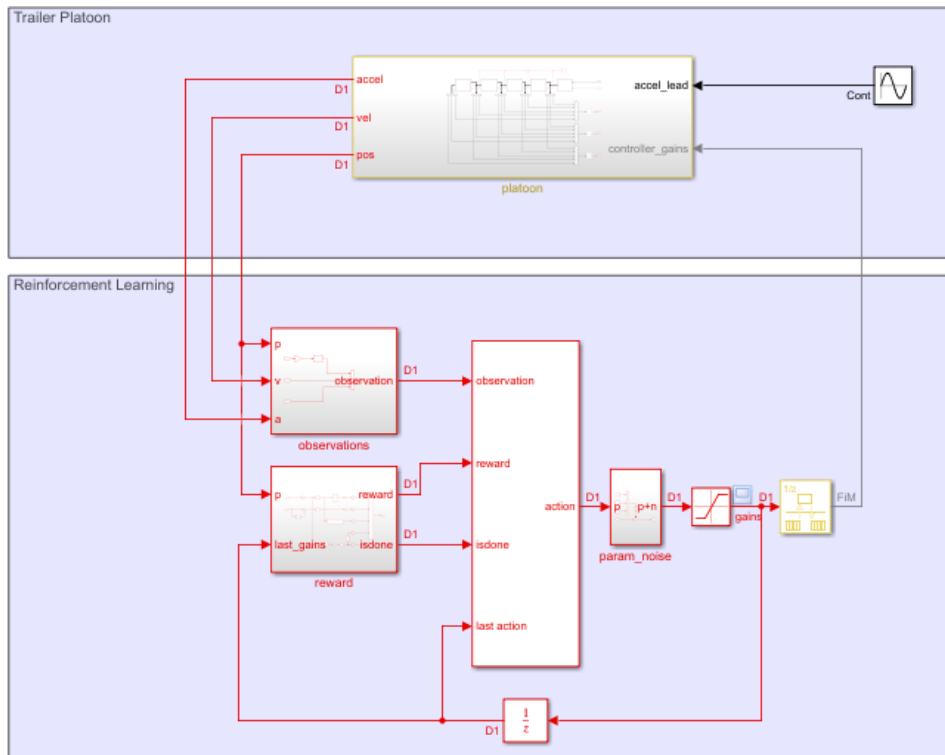 Trailer Platoon
accel
D1
accel_lead
Cont
vel
D1
controller_gains
pos
D1
platoon
Reinforcement Learning
p
v
a
observation
D1
observations
observation
p
reward
D1
reward
last_gains
isdone
D1
isdone
reward
action
D1
p
p+n
D1
param_noise
gains
D1
1/z
FiM
last action
1
z
D1